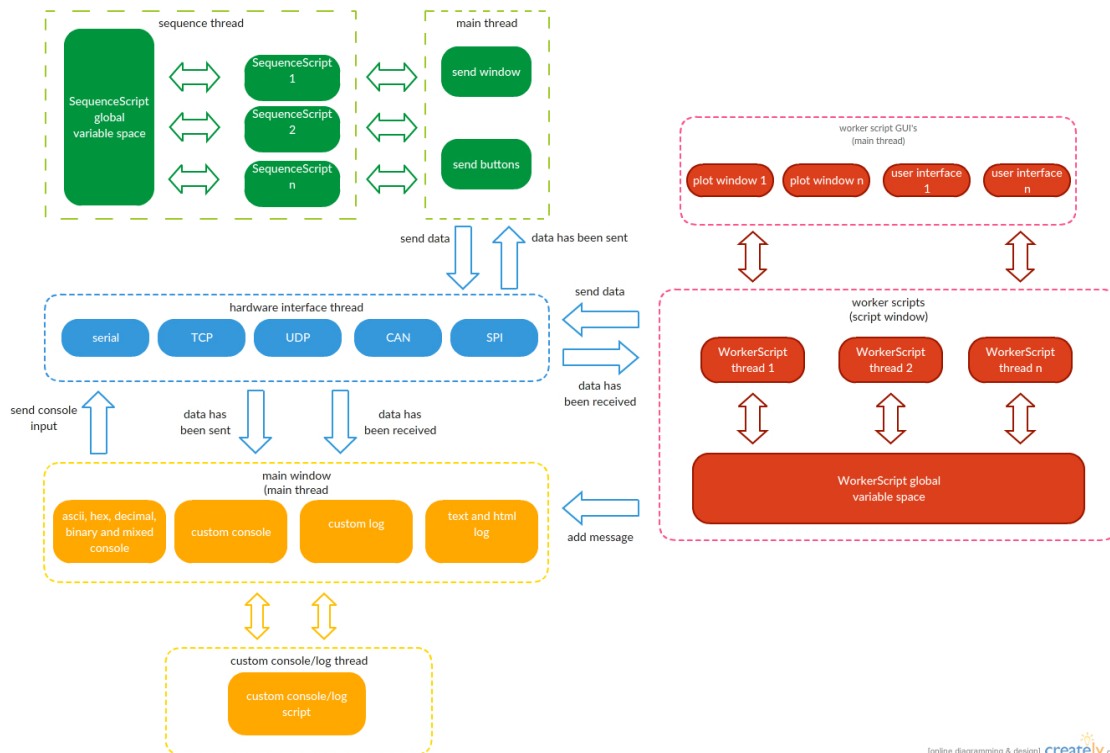 sequence thread
main thread
SequenceScript
global
variable space
SequenceScript
1
SequenceScript
2
SequenceScript
n
send window
send buttons
send data
data has been sent
worker script GUI's
(main thread)
plot window 1
plot window n
user interface
1
user interface
n
hardware interface thread
serial
TCP
UDP
CAN
SPI
send data
data has
been received
worker scripts
(script window)
WorkerScript
thread 1
WorkerScript
thread 2
WorkerScript
thread n
WorkerScript global
variable space
send console
input
data has
been sent
data has
been received
main window
(main thread
ascii, hex, decimal,
binary and mixed
console
custom console
custom log
text and html
log
add message
custom console/log thread
custom console/log
script
[online diagramming & design] creately